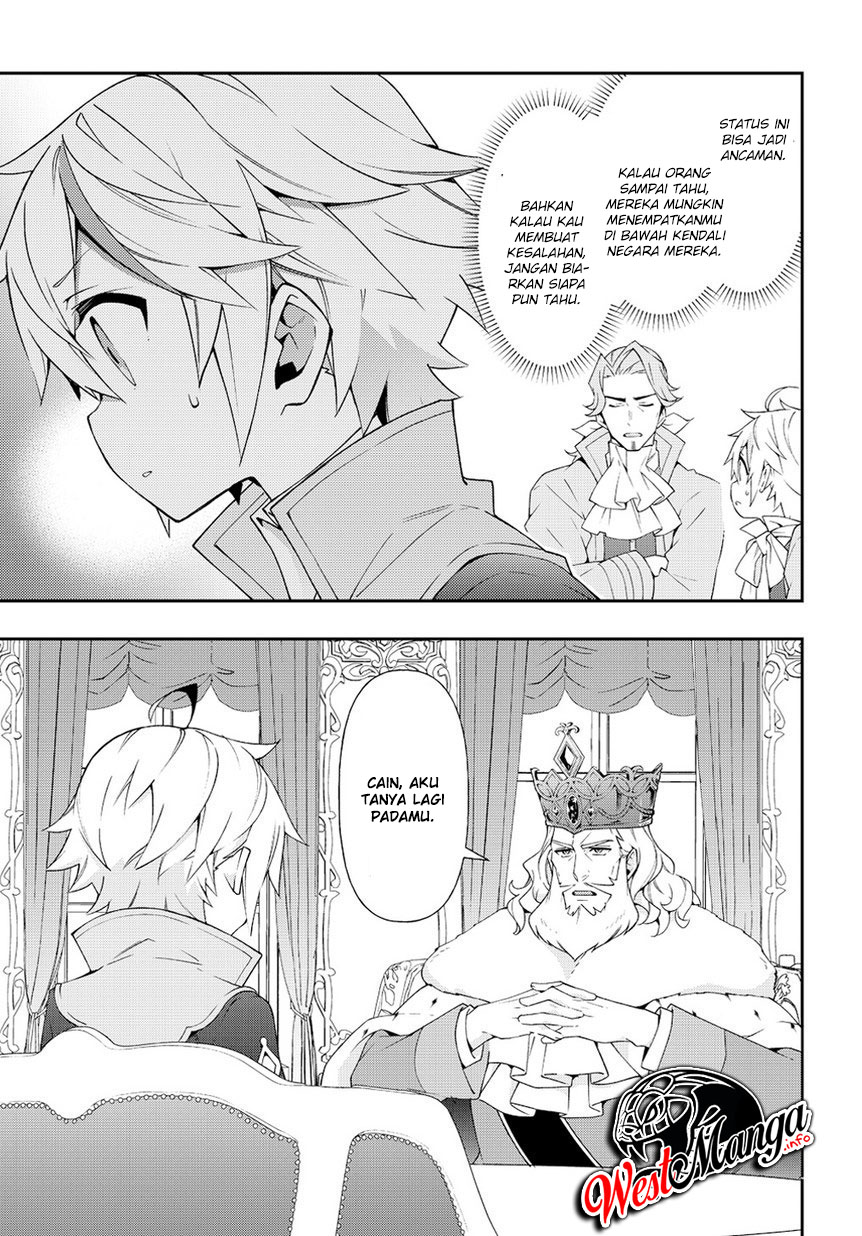 STATUS INI
BISA JADI
ANCAMAN.
KALAU ORANG
SAMPAI TAHU,
MEREKA MUNGKIN
MENEMPATKANMU
DI BAWAH KENDALI
NEGARA MEREKA.
BAHKAN
KALAU KAU
MEMBUAT
KESALAHAN,
JANGAN BIA-
RKAN SIAPA
PUN TAHU.
CAIN, AKU
TANYA LAGI
PADAMU.
WestManga
.info